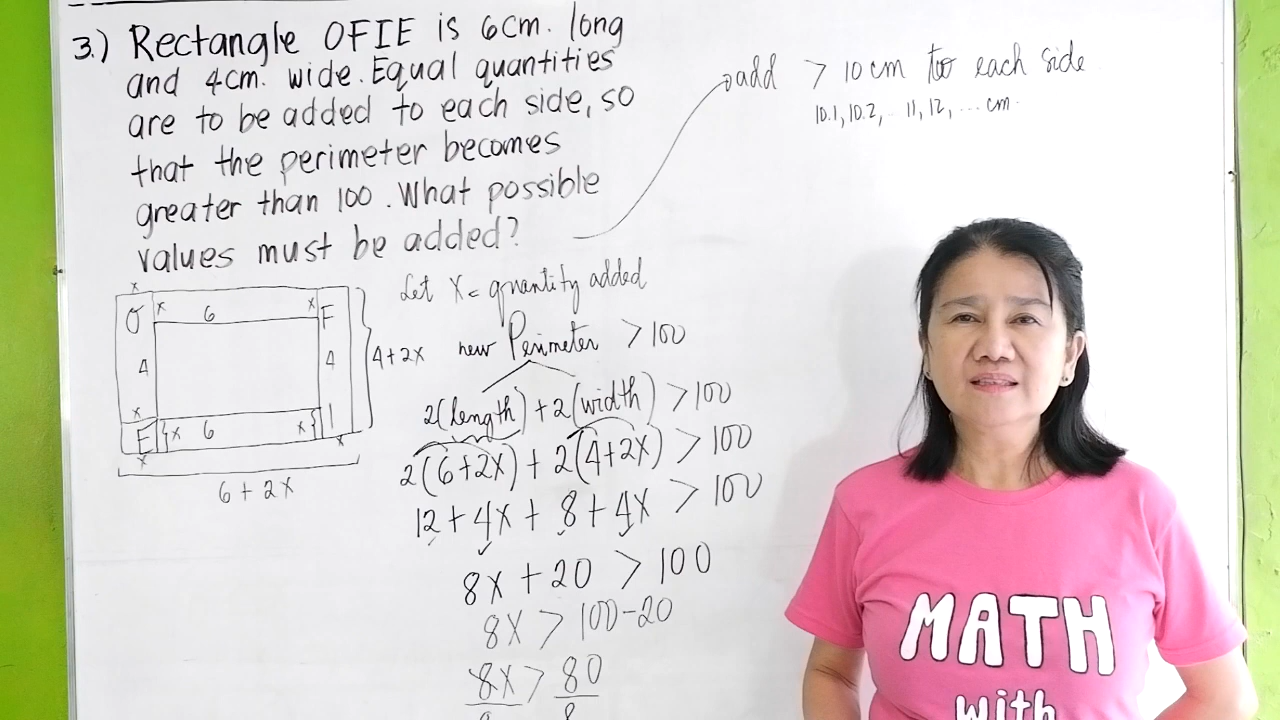 3.) Rectangle OFIE is 6cm. long
and 4cm. wide. Equal quantities
are to be added to each side, so
that the perimeter becomes
greater than 100. What possible
values must be added?
add > 10 cm to each side
10.1, 10.2, .. 11, 12, ... cm.
Let x = quantity added
new Perimeter > 100
2(length) + 2(width) > 100
2(6+2x) + 2(4+2x) > 100
12 + 4x + 8 + 4x > 100
8x + 20 > 100
8x > 100-20
8x > 80
8 8
x
O x 6 x F
4 4 4+2x
x
E x 6 x I
x x
6 + 2x
MATH
with